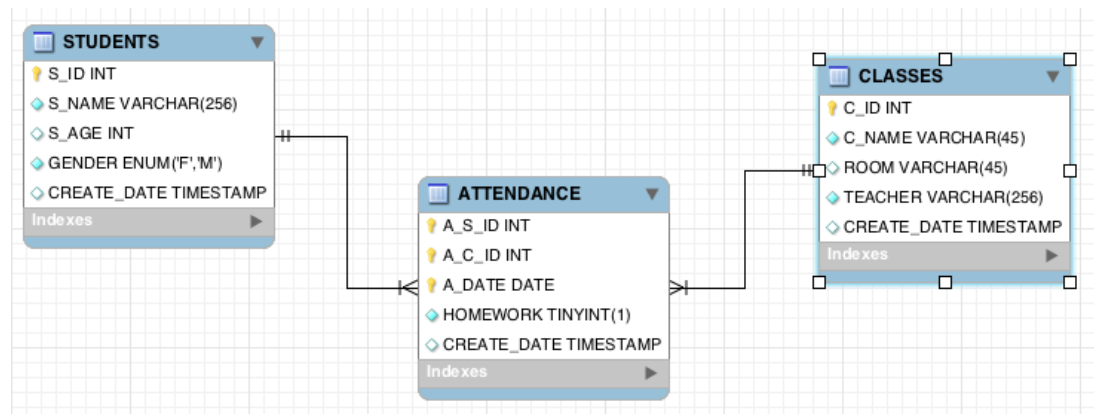 STUDENTS
S_ID INT
S_NAME VARCHAR(256)
S_AGE INT
GENDER ENUM('F','M')
CREATE_DATE TIMESTAMP
Indexes
ATTENDANCE
A_S_ID INT
A_C_ID INT
A_DATE DATE
HOMEWORK TINYINT(1)
CREATE_DATE TIMESTAMP
Indexes
CLASSES
C_ID INT
C_NAME VARCHAR(45)
ROOM VARCHAR(45)
TEACHER VARCHAR(256)
CREATE_DATE TIMESTAMP
Indexes